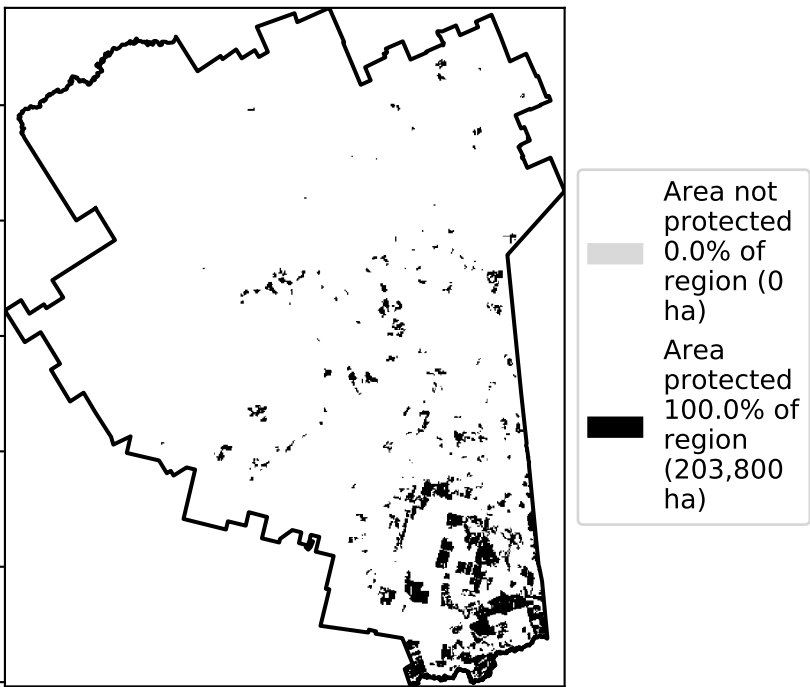 Area not
protected
0.0% of
region (0
ha)
Area
protected
100.0% of
region
(203,800
ha)